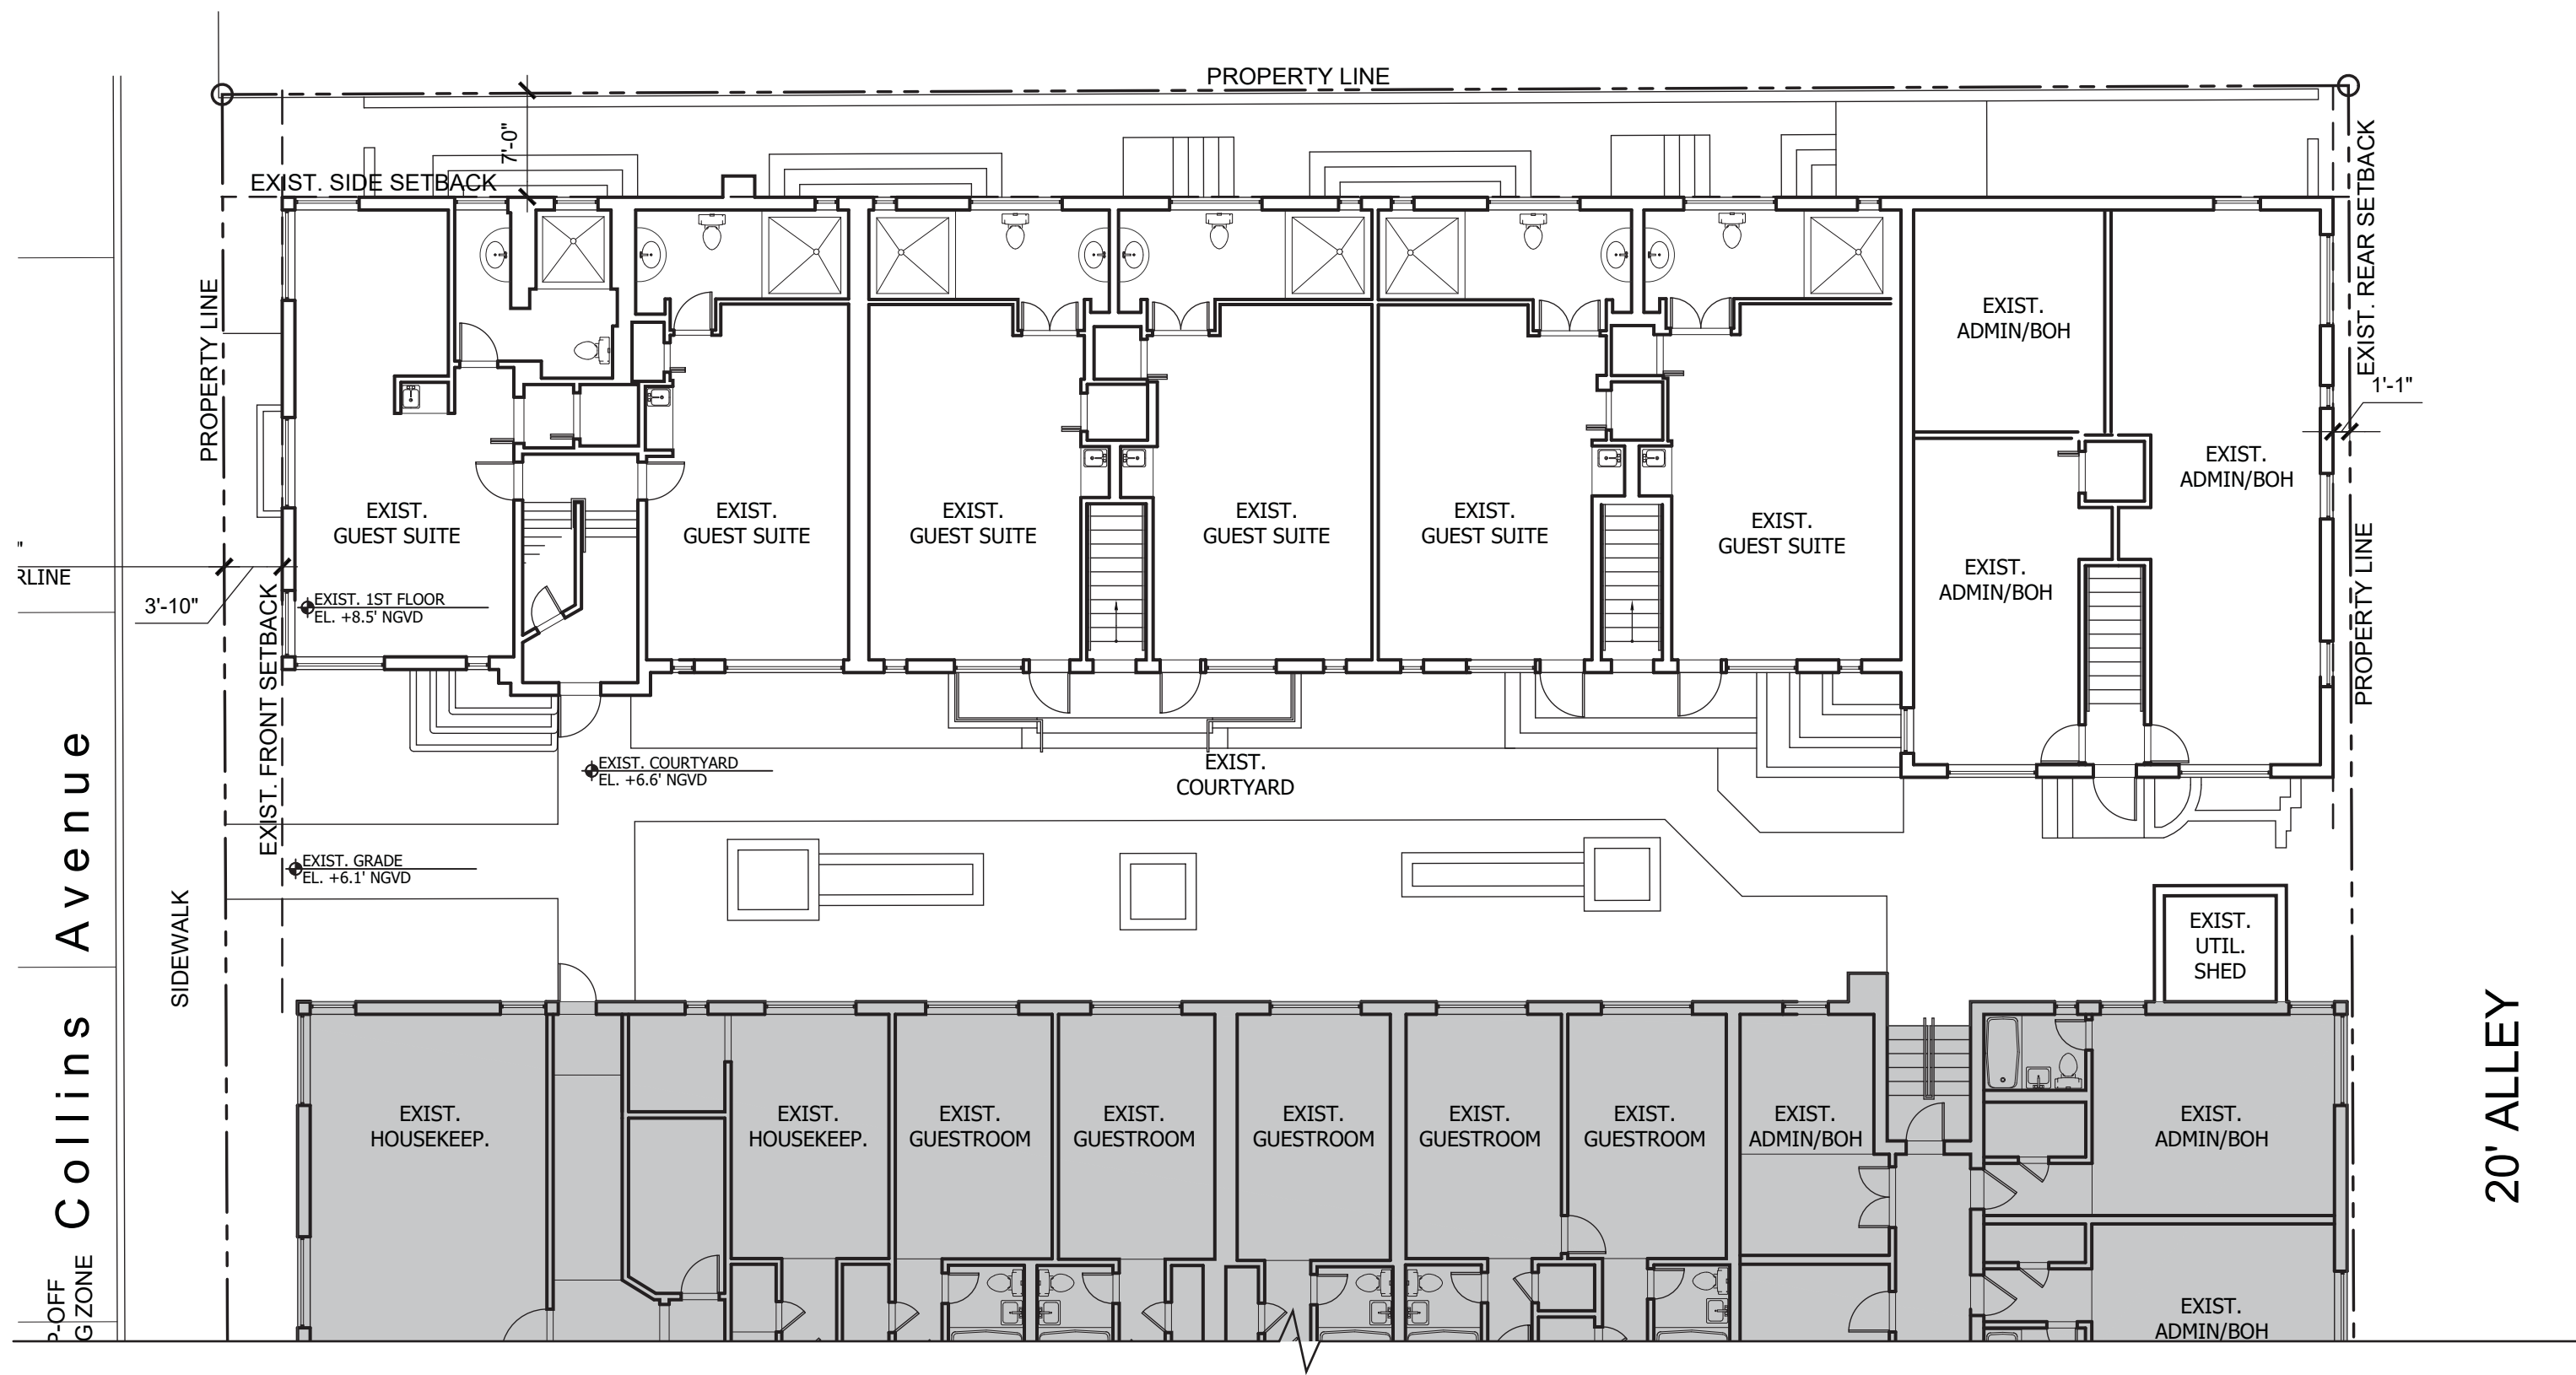 PROPERTY LINE
7'-0"
EXIST. SIDE SETBACK
PROPERTY LINE
EXIST. REAR SETBACK
1'-1"
EXIST.
ADMIN/BOH
EXIST.
ADMIN/BOH
EXIST.
GUEST SUITE
EXIST.
GUEST SUITE
EXIST.
GUEST SUITE
EXIST.
GUEST SUITE
EXIST.
GUEST SUITE
EXIST.
GUEST SUITE
EXIST.
ADMIN/BOH
"
RLINE
3'-10"
EXIST. 1ST FLOOR
EL. +8.5' NGVD
EXIST. FRONT SETBACK
PROPERTY LINE
EXIST. COURTYARD
EL. +6.6' NGVD
EXIST.
COURTYARD
EXIST. GRADE
EL. +6.1' NGVD
SIDEWALK
Collins Avenue
EXIST.
UTIL.
SHED
20' ALLEY
EXIST.
HOUSEKEEP.
EXIST.
HOUSEKEEP.
EXIST.
GUESTROOM
EXIST.
GUESTROOM
EXIST.
GUESTROOM
EXIST.
GUESTROOM
EXIST.
GUESTROOM
EXIST.
ADMIN/BOH
EXIST.
ADMIN/BOH
EXIST.
ADMIN/BOH
P-OFF
G ZONE